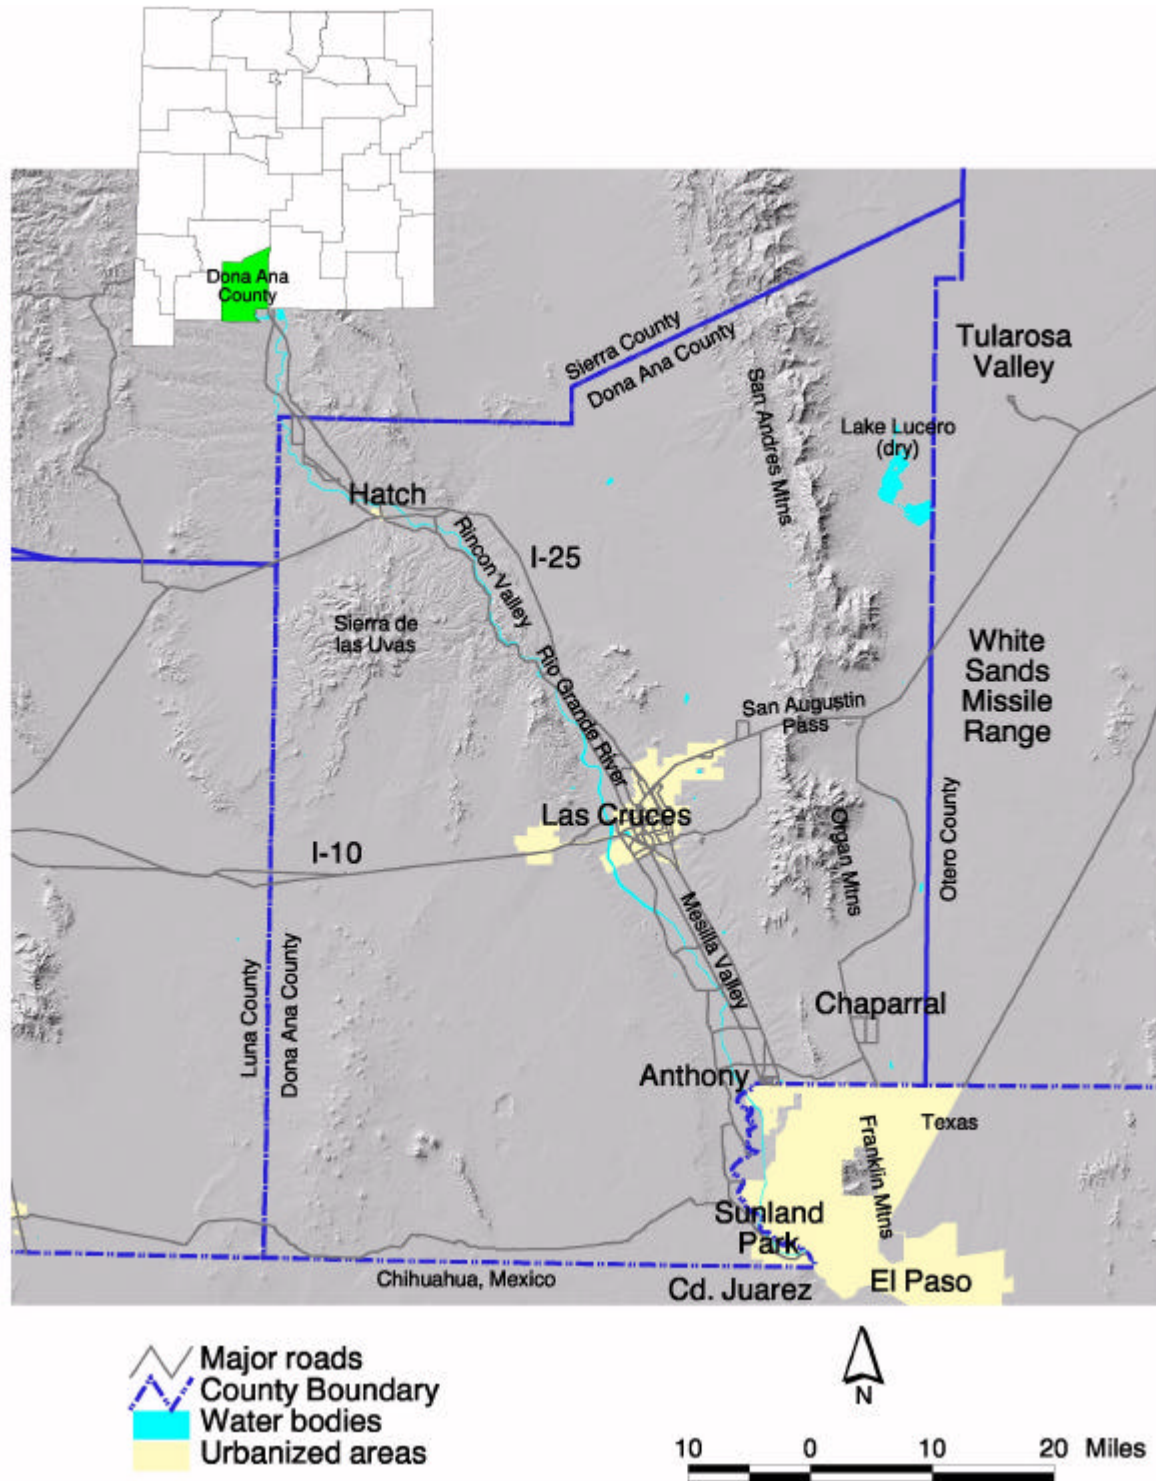 Dona Ana
County
Sierra County
Dona Ana County
Tularosa
Valley
San Andres Mtns
Lake Lucero
(dry)
Hatch
Rincon Valley
I-25
Sierra de
las Uvas
White
Sands
Missile
Range
Rio Grande River
San Augustin
Pass
Las Cruces
I-10
Organ Mtns
Otero County
Mesilla Valley
Luna County
Dona Ana County
Chaparral
Anthony
Texas
Franklin Mtns
Sunland
Park
Chihuahua, Mexico
Cd. Juarez
El Paso
Major roads
County Boundary
Water bodies
Urbanized areas
N
10 0 10 20 Miles